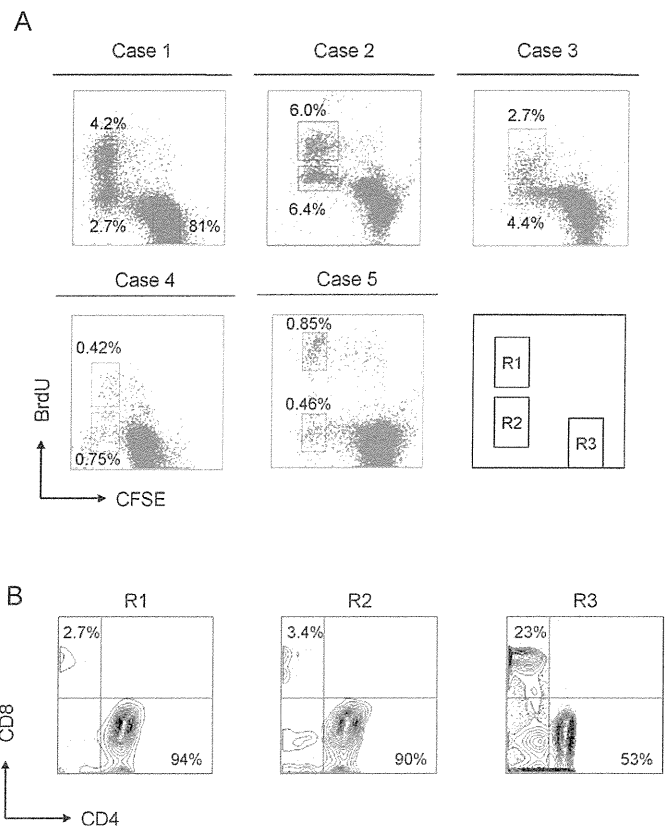 A
Case 1 Case 2 Case 3
4.2% 6.0% 2.7%
2.7% 81% 6.4% 4.4%
Case 4 Case 5
0.42% 0.85%
R1
0.46% R2
0.75% R3
BrdU
CFSE
B
R1 R2 R3
2.7% 3.4% 23%
94% 90% 53%
CD8
CD4